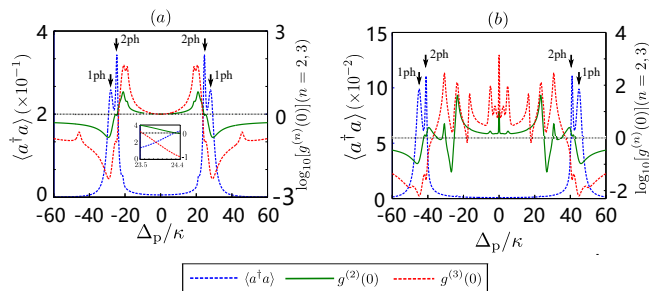 (a)
(b)
1ph
2ph
2ph
1ph
1ph
2ph
2ph
1ph
4
2
0
3
0
-3
15
10
5
0
4
2
0
-2
4
3
0
-1
23.5
24.4
-60 -40 -20 0 20 40 60
-60 -40 -20 0 20 40 60
Δp/κ
Δp/κ
⟨a†a⟩ (×10⁻¹)
log₁₀[g⁽ⁿ⁾(0)](n = 2, 3)
⟨a†a⟩ (×10⁻²)
log₁₀[g⁽ⁿ⁾(0)](n = 2, 3)
⟨a†a⟩ g⁽²⁾(0) g⁽³⁾(0)